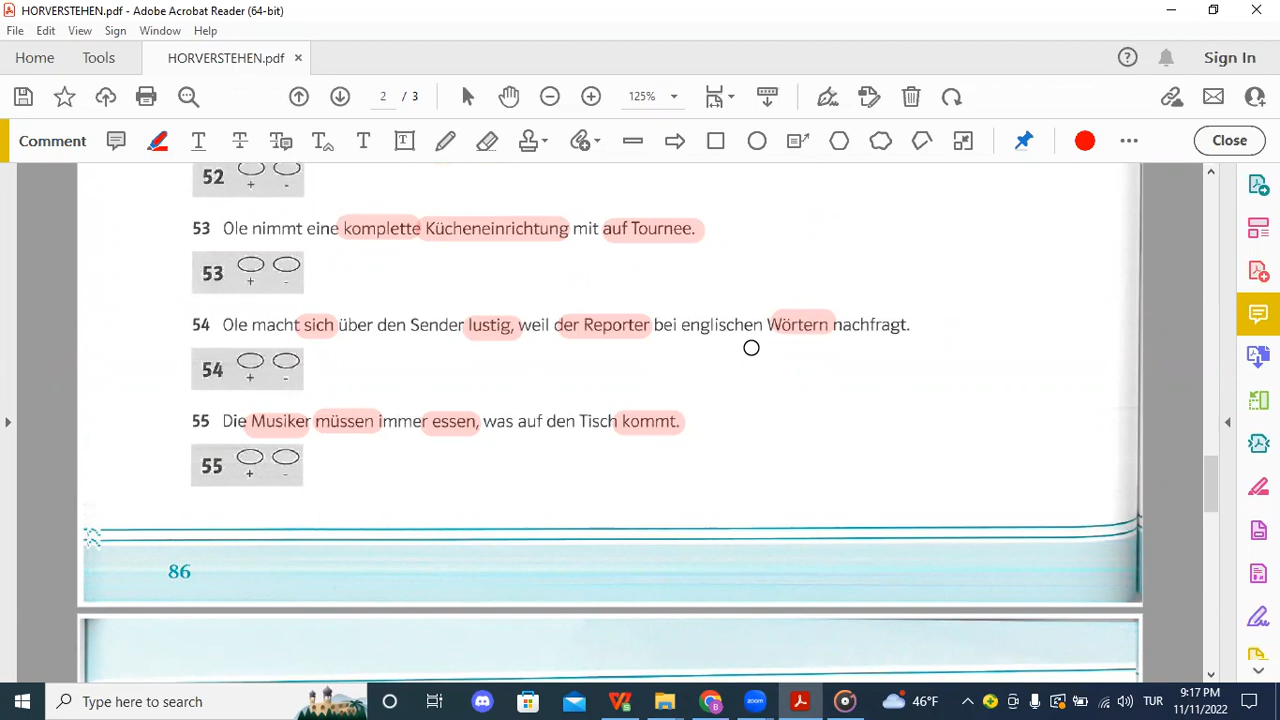 HORVERSTEHEN.pdf - Adobe Acrobat Reader (64-bit)
File Edit View Sign Window Help
Home Tools HORVERSTEHEN.pdf × Sign In
2 / 3 125%
Comment Close
52
+ -
53 Ole nimmt eine komplette Kücheneinrichtung mit auf Tournee.
53
+ -
54 Ole macht sich über den Sender lustig, weil der Reporter bei englischen Wörtern nachfragt.
54
+ -
55 Die Musiker müssen immer essen, was auf den Tisch kommt.
55
+ -
86
Type here to search
46°F
TUR
9:17 PM
11/11/2022